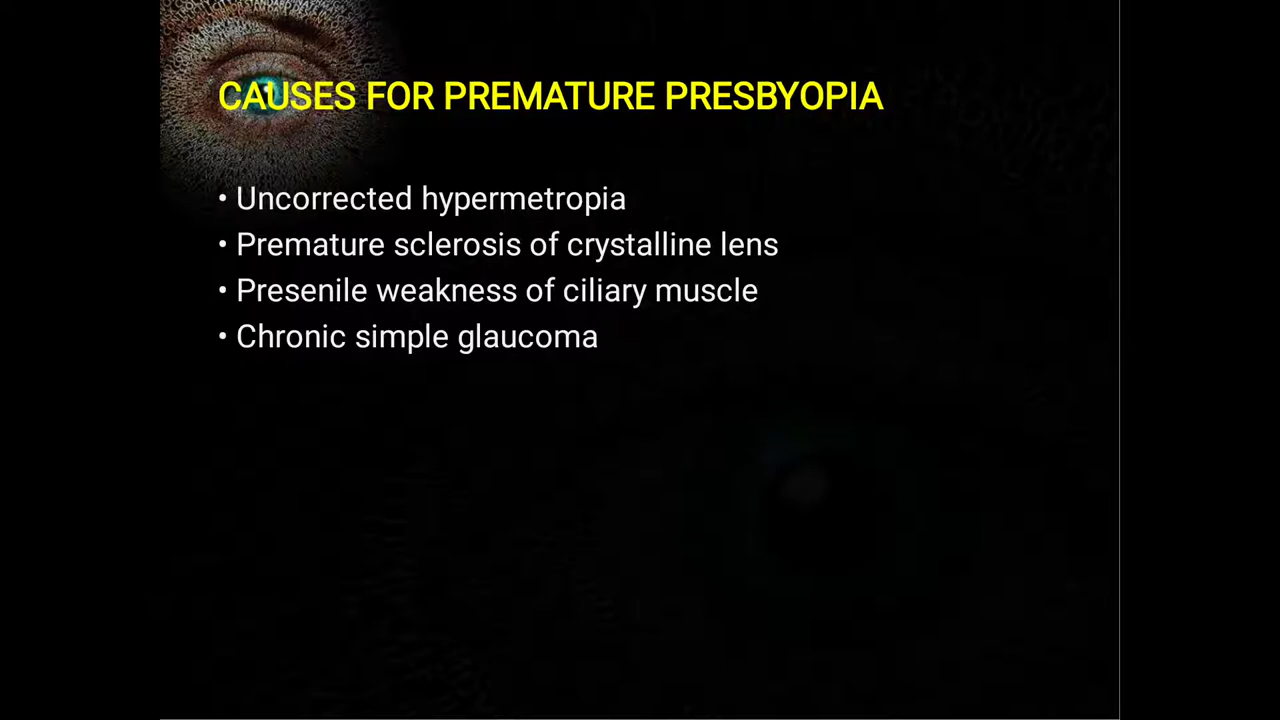 CAUSES FOR PREMATURE PRESBYOPIA
• Uncorrected hypermetropia
• Premature sclerosis of crystalline lens
• Presenile weakness of ciliary muscle
• Chronic simple glaucoma